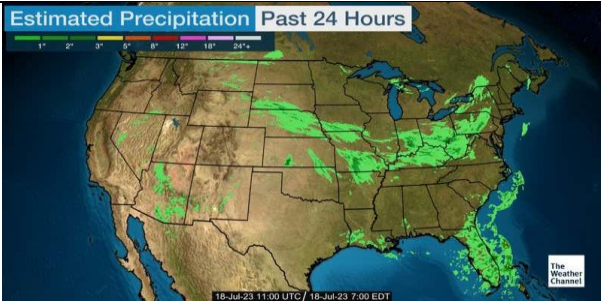 Estimated Precipitation Past 24 Hours
1" 2" 3" 5" 8" 12" 18" 24"+
The
Weather
Channel
18-Jul-23 11:00 UTC / 18-Jul-23 7:00 EDT